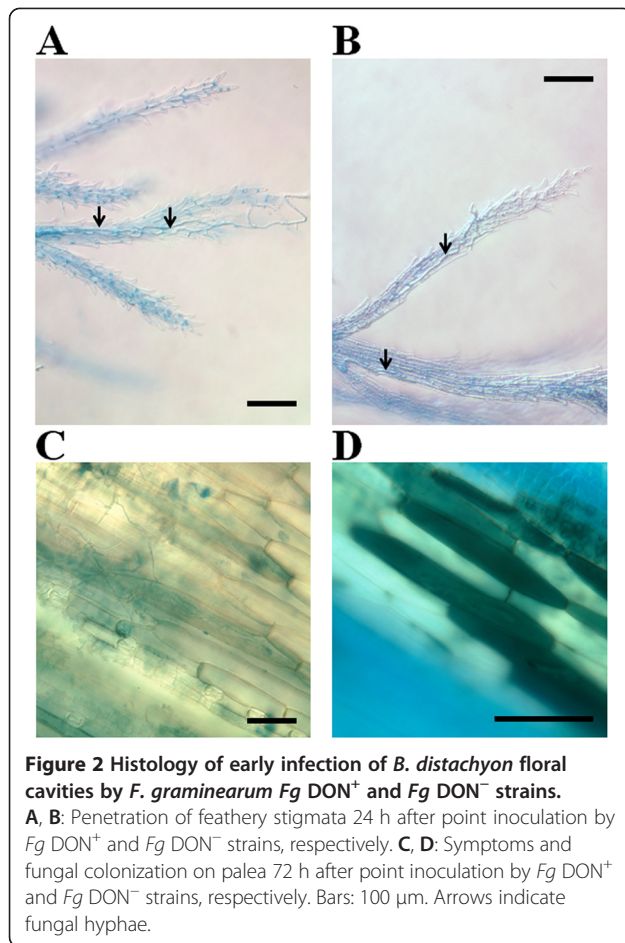 A
B
C
D
Figure 2 Histology of early infection of B. distachyon floral
cavities by F. graminearum Fg DON⁺ and Fg DON⁻ strains.
A, B: Penetration of feathery stigmata 24 h after point inoculation by
Fg DON⁺ and Fg DON⁻ strains, respectively. C, D: Symptoms and
fungal colonization on palea 72 h after point inoculation by Fg DON⁺
and Fg DON⁻ strains, respectively. Bars: 100 μm. Arrows indicate
fungal hyphae.